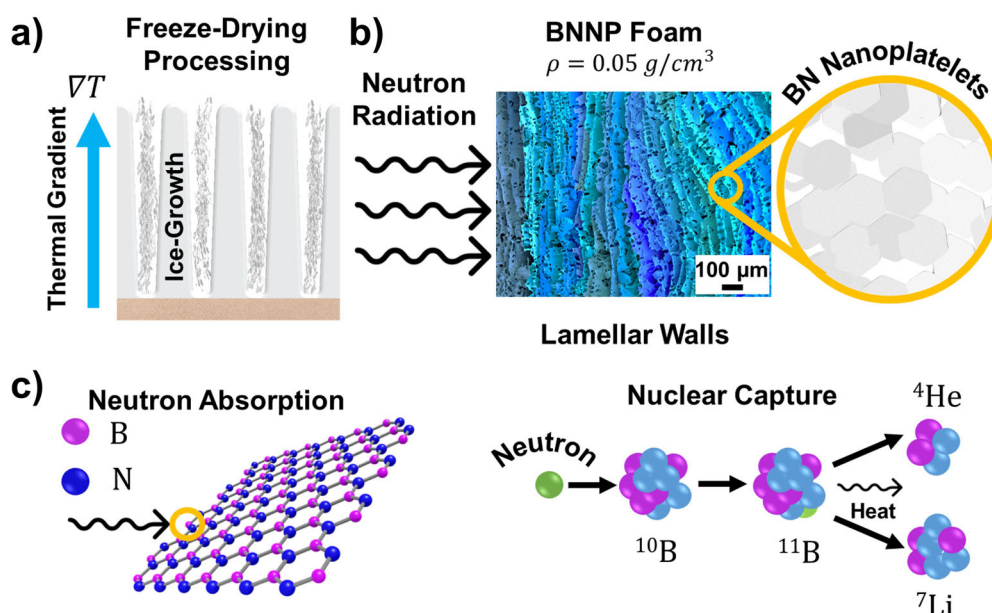 a)
Freeze-Drying
Processing
∇T
Thermal Gradient
Ice-Growth
b)
Neutron
Radiation
BNNP Foam
ρ = 0.05 g/cm³
100 µm
BN Nanoplatelets
Lamellar Walls
c)
Neutron Absorption
B
N
Nuclear Capture
Neutron
¹⁰B
¹¹B
Heat
⁴He
⁷Li